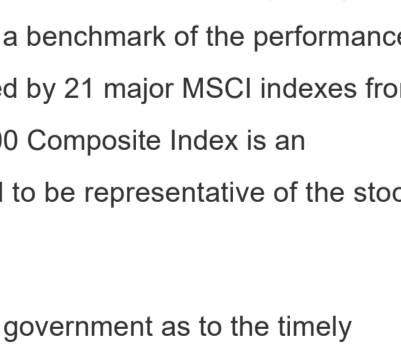 a benchmark of the performance
ed by 21 major MSCI indexes fro
00 Composite Index is an
to be representative of the stoc
government as to the timely